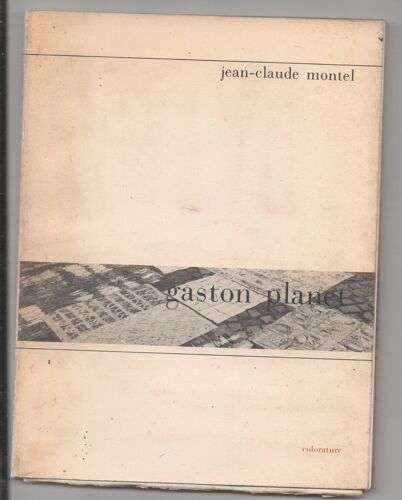 jean-claude montel
gaston planet
colorature